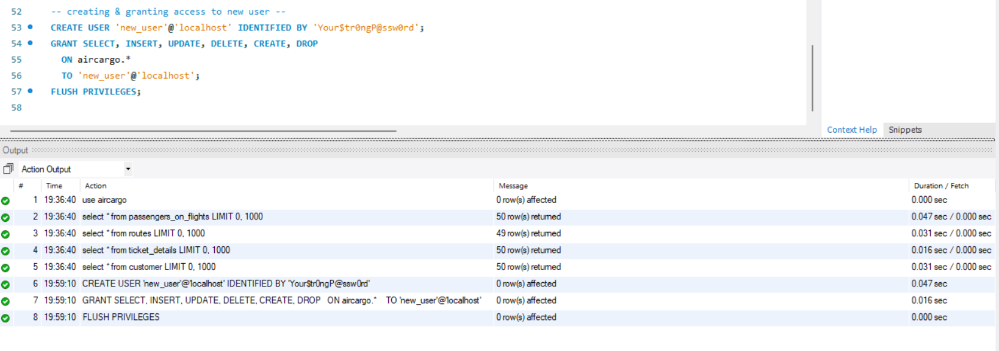 52 -- creating & granting access to new user --
53 CREATE USER 'new_user'@'localhost' IDENTIFIED BY 'Your$tr0ngP@ssw0rd';
54 GRANT SELECT, INSERT, UPDATE, DELETE, CREATE, DROP
55 ON aircargo.*
56 TO 'new_user'@'localhost';
57 FLUSH PRIVILEGES;
58
Context Help Snippets
Output
Action Output
# Time Action Message Duration / Fetch
1 19:36:40 use aircargo 0 row(s) affected 0.000 sec
2 19:36:40 select * from passengers_on_flights LIMIT 0, 1000 50 row(s) returned 0.047 sec / 0.000 sec
3 19:36:40 select * from routes LIMIT 0, 1000 49 row(s) returned 0.031 sec / 0.000 sec
4 19:36:40 select * from ticket_details LIMIT 0, 1000 50 row(s) returned 0.016 sec / 0.000 sec
5 19:36:40 select * from customer LIMIT 0, 1000 50 row(s) returned 0.031 sec / 0.000 sec
6 19:59:10 CREATE USER 'new_user'@'localhost' IDENTIFIED BY 'Your$tr0ngP@ssw0rd' 0 row(s) affected 0.047 sec
7 19:59:10 GRANT SELECT, INSERT, UPDATE, DELETE, CREATE, DROP ON aircargo.* TO 'new_user'@'localhost' 0 row(s) affected 0.016 sec
8 19:59:10 FLUSH PRIVILEGES 0 row(s) affected 0.000 sec